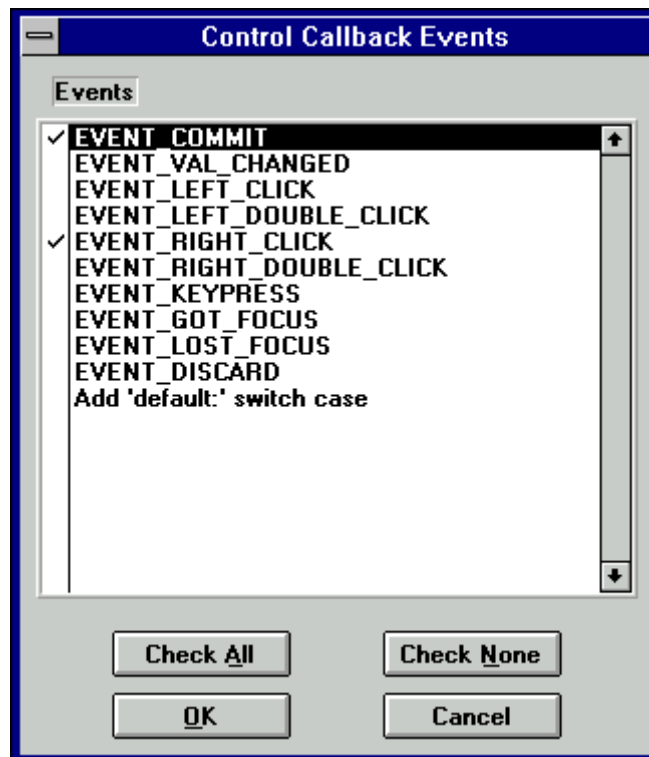 Control Callback Events
Events
EVENT_COMMIT
EVENT_VAL_CHANGED
EVENT_LEFT_CLICK
EVENT_LEFT_DOUBLE_CLICK
EVENT_RIGHT_CLICK
EVENT_RIGHT_DOUBLE_CLICK
EVENT_KEYPRESS
EVENT_GOT_FOCUS
EVENT_LOST_FOCUS
EVENT_DISCARD
Add 'default:' switch case
Check All Check None
OK Cancel